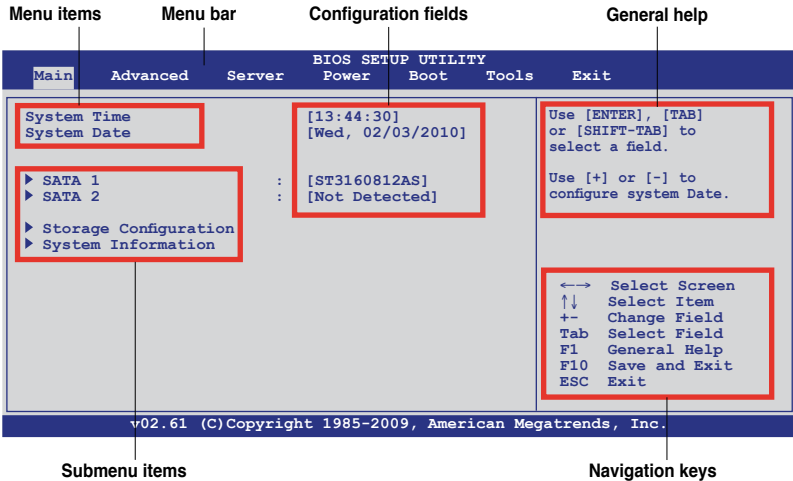 Menu items Menu bar Configuration fields General help
BIOS SETUP UTILITY
Main Advanced Server Power Boot Tools Exit
System Time [13:44:30]
System Date [Wed, 02/03/2010]
SATA 1 : [ST3160812AS]
SATA 2 : [Not Detected]
Storage Configuration
System Information
Use [ENTER], [TAB]
or [SHIFT-TAB] to
select a field.
Use [+] or [-] to
configure system Date.
←→ Select Screen
↑↓ Select Item
+- Change Field
Tab Select Field
F1 General Help
F10 Save and Exit
ESC Exit
v02.61 (C)Copyright 1985-2009, American Megatrends, Inc.
Submenu items Navigation keys